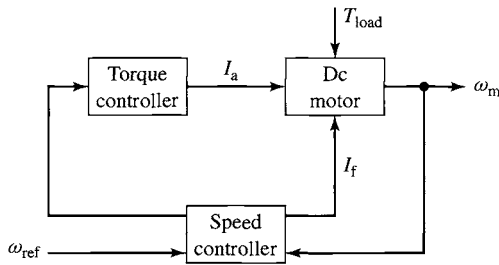 T_load
Torque
controller
I_a
Dc
motor
ω_m
I_f
Speed
controller
ω_ref